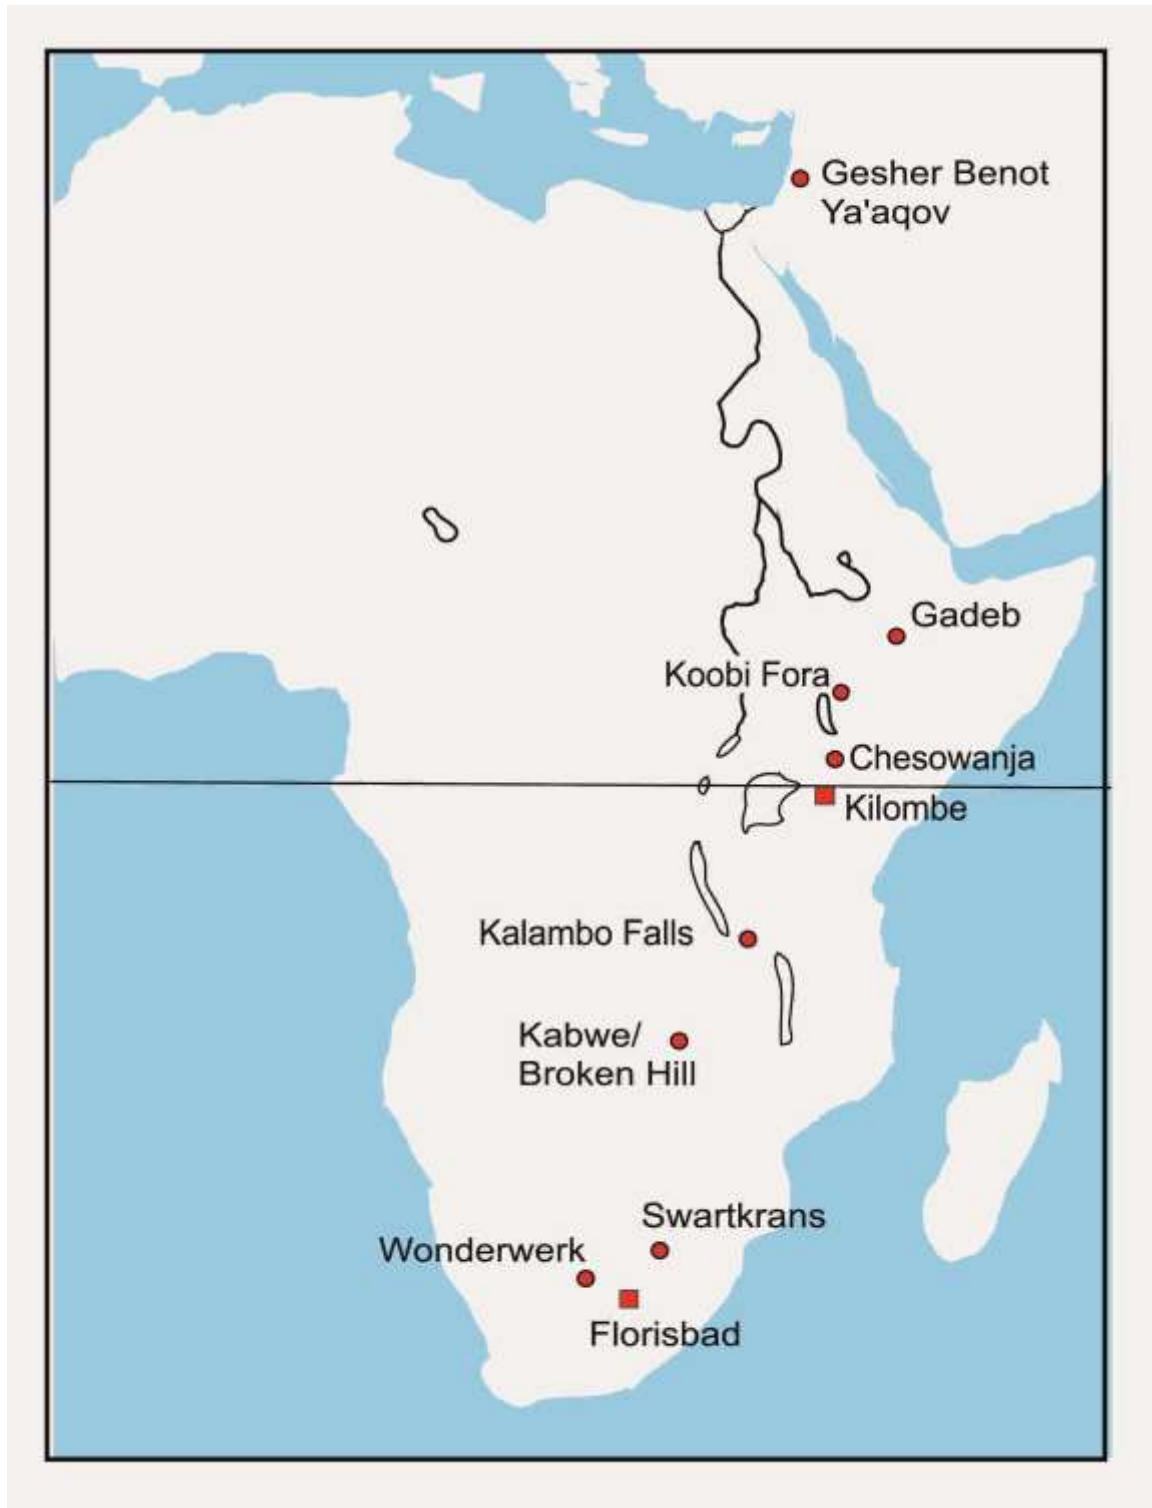 Gesher Benot
Ya'aqov
Gadeb
Koobi Fora
Chesowanja
Kilombe
Kalambo Falls
Kabwe/
Broken Hill
Swartkrans
Wonderwerk
Florisbad